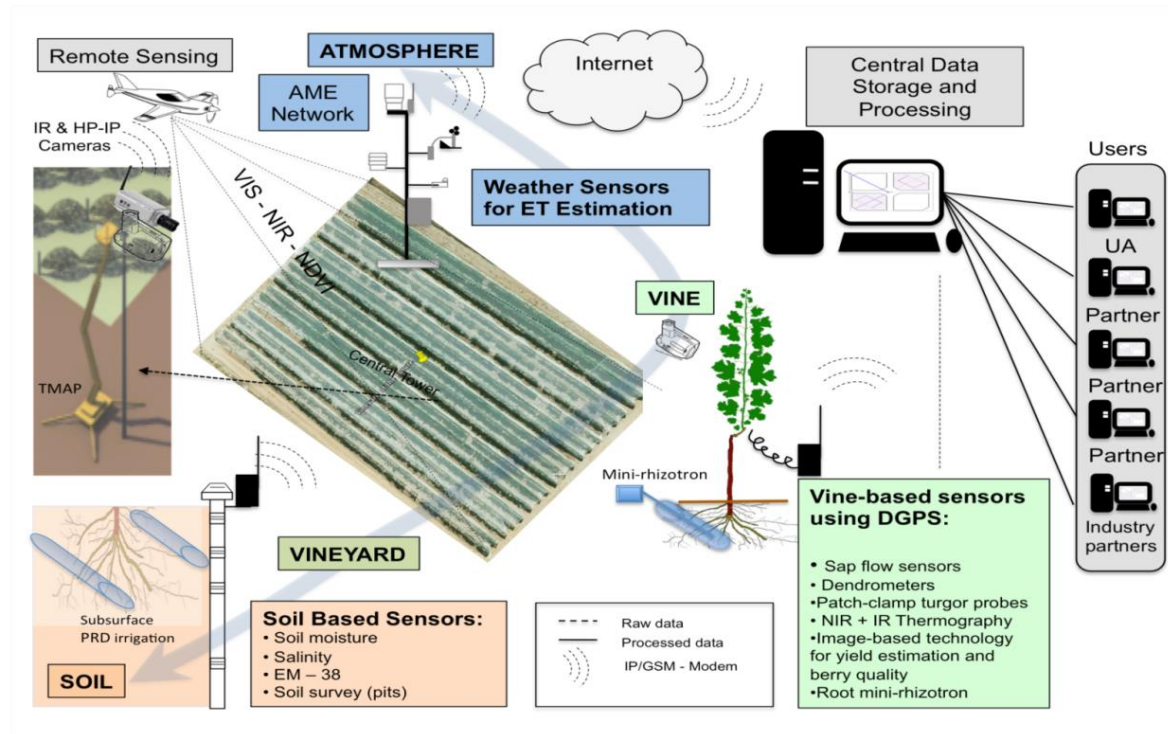 Remote Sensing
ATMOSPHERE
AME
Network
Internet
Central Data
Storage and
Processing
IR & HP-IP
Cameras
VIS - NIR - NDVI
Weather Sensors
for ET Estimation
Users
UA
Partner
Partner
Partner
Industry
partners
VINE
TMAP
Central Tower
Mini-rhizotron
VINEYARD
Subsurface
PRD irrigation
SOIL
Soil Based Sensors:
• Soil moisture
• Salinity
• EM – 38
• Soil survey (pits)
Raw data
Processed data
IP/GSM - Modem
Vine-based sensors
using DGPS:
• Sap flow sensors
• Dendrometers
•Patch-clamp turgor probes
• NIR + IR Thermography
•Image-based technology
for yield estimation and
berry quality
•Root mini-rhizotron